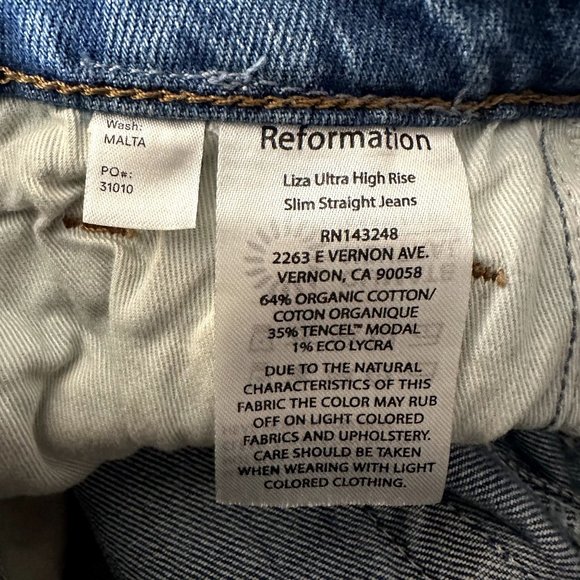 Wash:
MALTA
PO#:
31010
Reformation
Liza Ultra High Rise
Slim Straight Jeans
RN143248
2263 E VERNON AVE.
VERNON, CA 90058
64% ORGANIC COTTON/
COTON ORGANIQUE
35% TENCEL™ MODAL
1% ECO LYCRA
DUE TO THE NATURAL
CHARACTERISTICS OF THIS
FABRIC THE COLOR MAY RUB
OFF ON LIGHT COLORED
FABRICS AND UPHOLSTERY.
CARE SHOULD BE TAKEN
WHEN WEARING WITH LIGHT
COLORED CLOTHING.